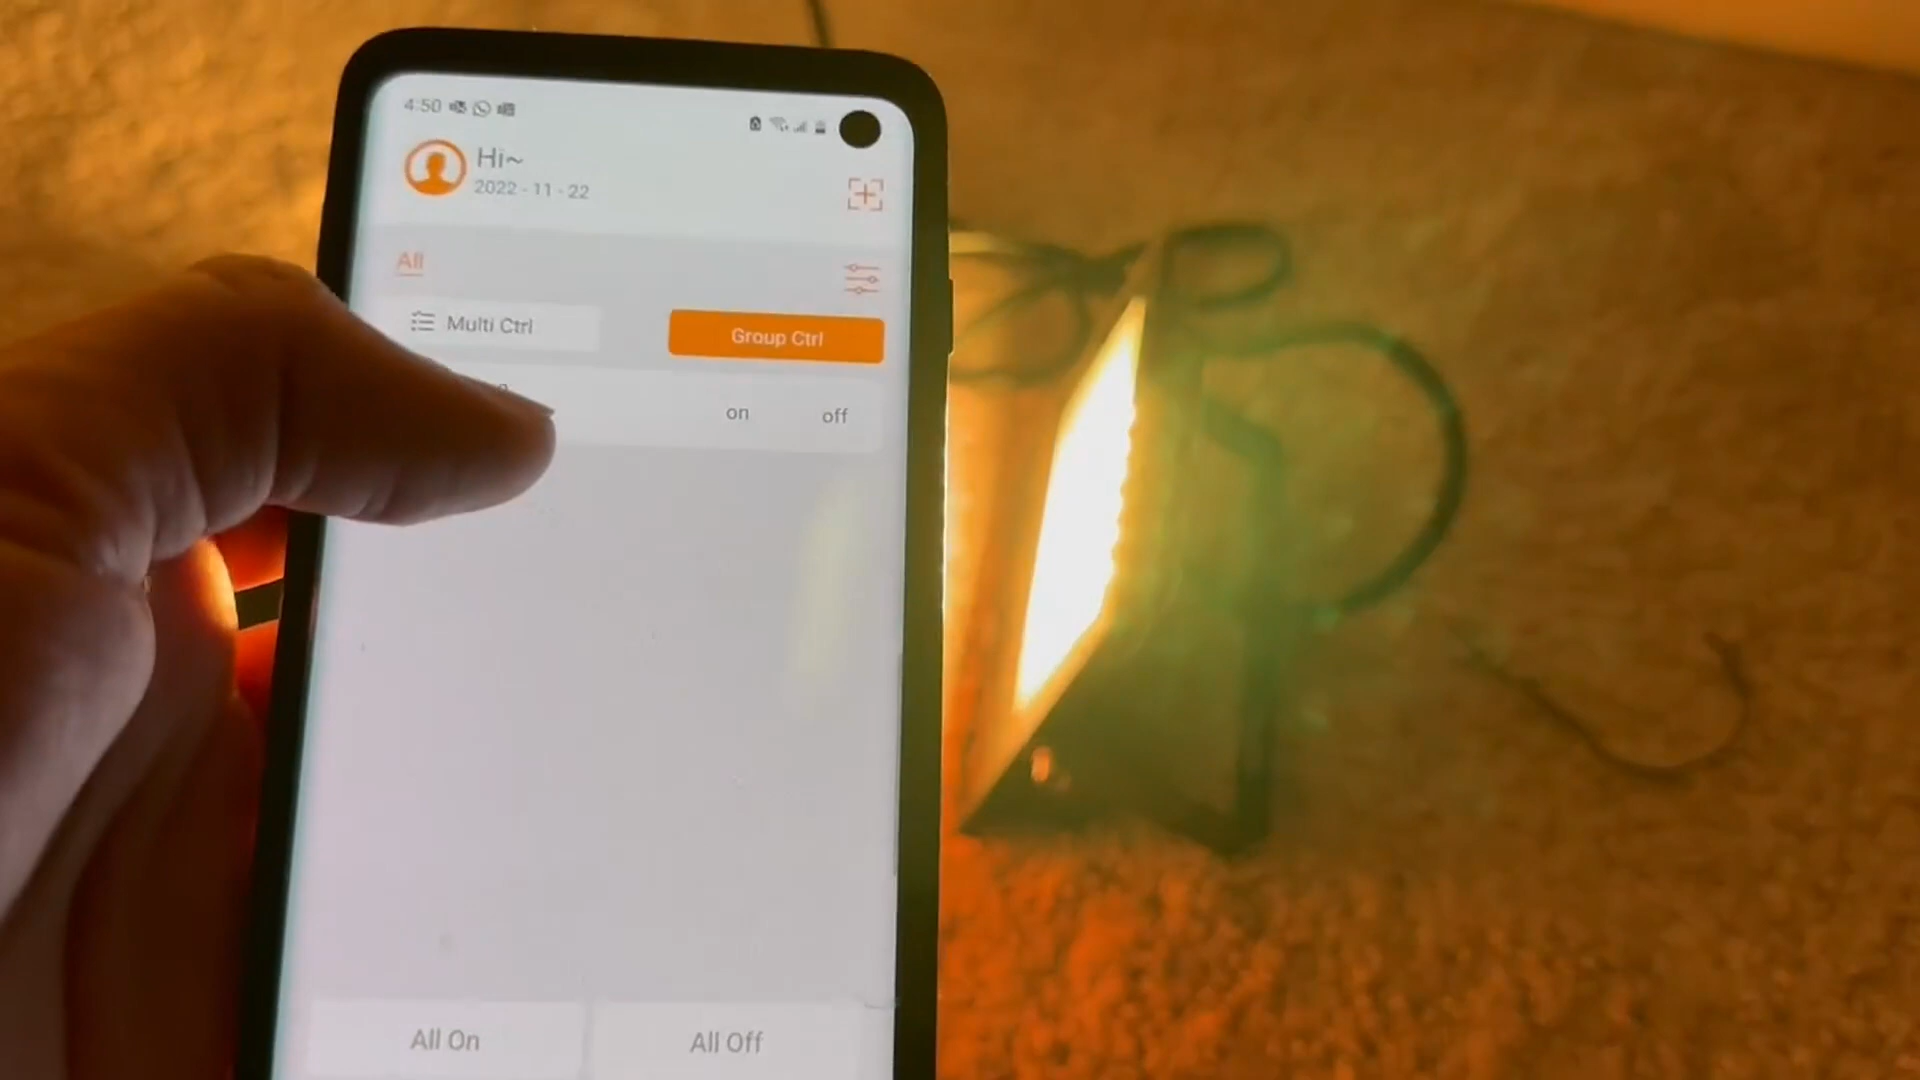 4:50
Hi~
2022 - 11 - 22
All
Multi Ctrl
Group Ctrl
on off
All On
All Off